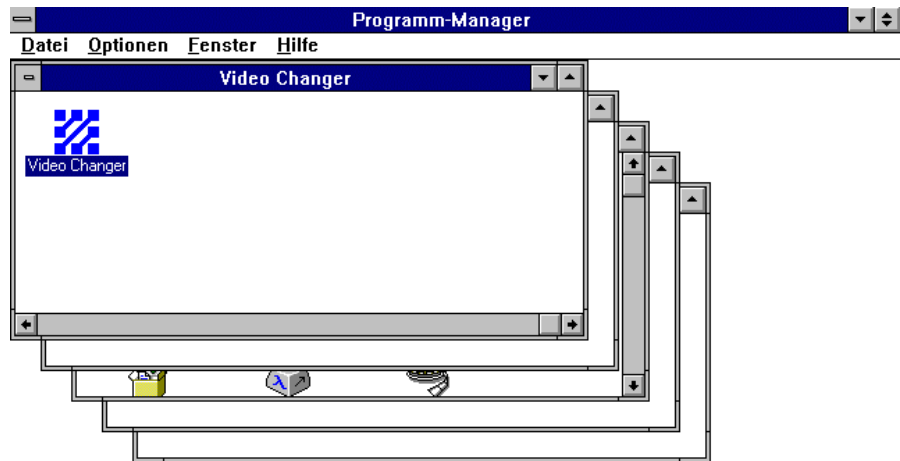 Programm-Manager
Datei Optionen Fenster Hilfe
Video Changer
Video Changer
λ